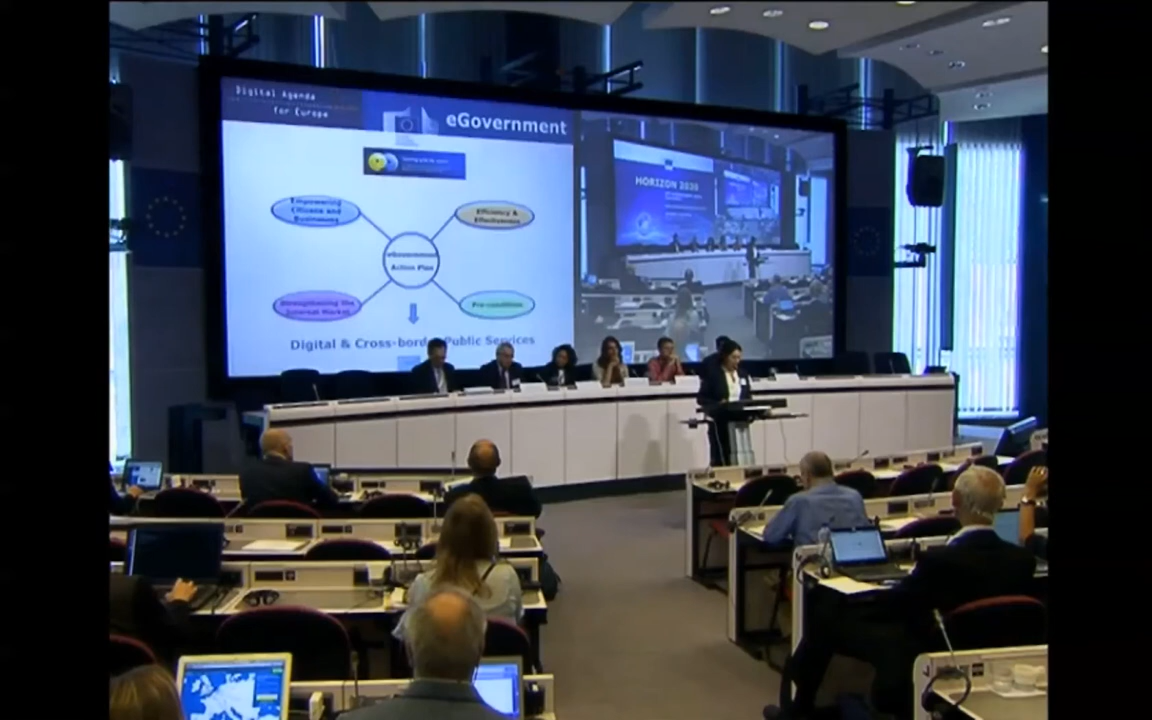 Digital Agenda
for Europe
eGovernment
HORIZON 2020
Empowering
Citizens and
Businesses
Efficiency &
Effectiveness
eGovernment
Action Plan
Strengthening the
Internal Market
Pre-condition
Digital & Cross-border Public Services